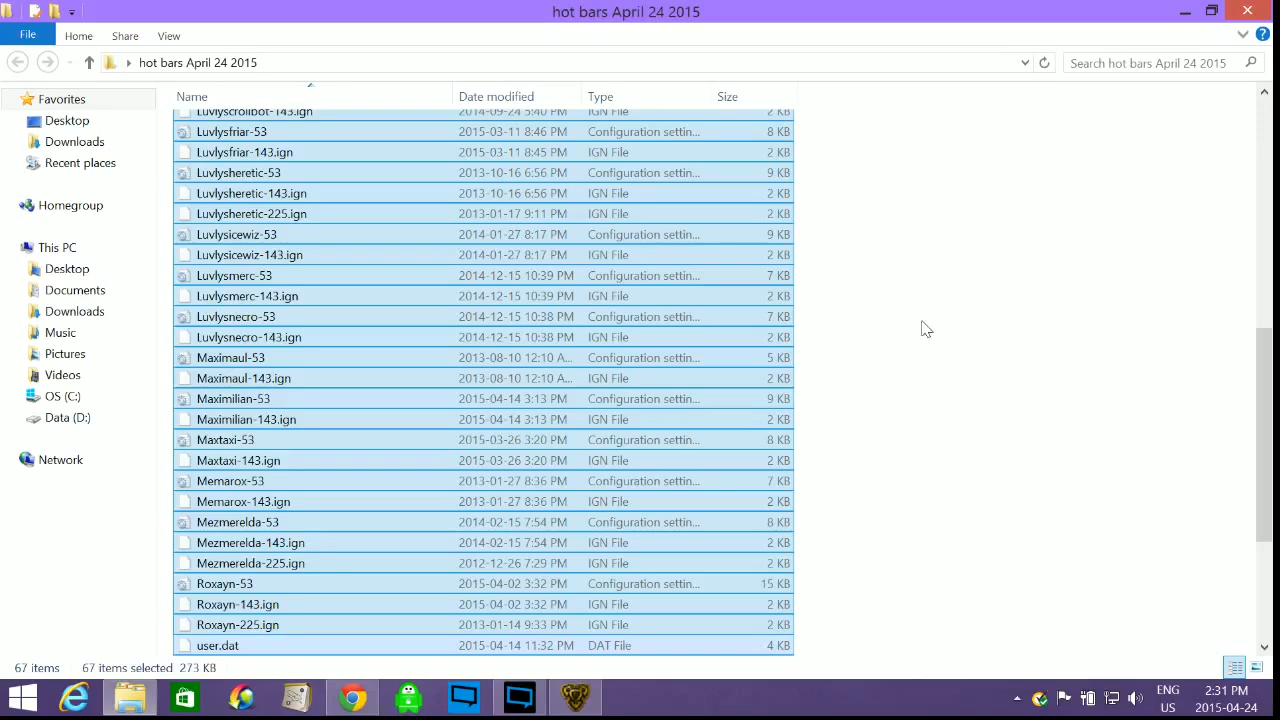 hot bars April 24 2015
File Home Share View
hot bars April 24 2015 Search hot bars April 24 2015
Name Date modified Type Size
Favorites
Desktop
Downloads
Recent places
Homegroup
This PC
Desktop
Documents
Downloads
Music
Pictures
Videos
OS (C:)
Data (D:)
Network
Luvlyscrollbot-143.ign 2014-09-24 5:40 PM IGN File 2 KB
Luvlysfriar-53 2015-03-11 8:46 PM Configuration settin... 8 KB
Luvlysfriar-143.ign 2015-03-11 8:45 PM IGN File 2 KB
Luvlysheretic-53 2013-10-16 6:56 PM Configuration settin... 9 KB
Luvlysheretic-143.ign 2013-10-16 6:56 PM IGN File 2 KB
Luvlysheretic-225.ign 2013-01-17 9:11 PM IGN File 2 KB
Luvlysicewiz-53 2014-01-27 8:17 PM Configuration settin... 9 KB
Luvlysicewiz-143.ign 2014-01-27 8:17 PM IGN File 2 KB
Luvlysmerc-53 2014-12-15 10:39 PM Configuration settin... 7 KB
Luvlysmerc-143.ign 2014-12-15 10:39 PM IGN File 2 KB
Luvlysnecro-53 2014-12-15 10:38 PM Configuration settin... 7 KB
Luvlysnecro-143.ign 2014-12-15 10:38 PM IGN File 2 KB
Maximaul-53 2013-08-10 12:10 A... Configuration settin... 5 KB
Maximaul-143.ign 2013-08-10 12:10 A... IGN File 2 KB
Maximilian-53 2015-04-14 3:13 PM Configuration settin... 9 KB
Maximilian-143.ign 2015-04-14 3:13 PM IGN File 2 KB
Maxtaxi-53 2015-03-26 3:20 PM Configuration settin... 8 KB
Maxtaxi-143.ign 2015-03-26 3:20 PM IGN File 2 KB
Memarox-53 2013-01-27 8:36 PM Configuration settin... 7 KB
Memarox-143.ign 2013-01-27 8:36 PM IGN File 2 KB
Mezmerelda-53 2014-02-15 7:54 PM Configuration settin... 8 KB
Mezmerelda-143.ign 2014-02-15 7:54 PM IGN File 2 KB
Mezmerelda-225.ign 2012-12-26 7:29 PM IGN File 2 KB
Roxayn-53 2015-04-02 3:32 PM Configuration settin... 15 KB
Roxayn-143.ign 2015-04-02 3:32 PM IGN File 2 KB
Roxayn-225.ign 2013-01-14 9:33 PM IGN File 2 KB
user.dat 2015-04-14 11:32 PM DAT File 4 KB
67 items 67 items selected 273 KB
ENG 2:31 PM
US 2015-04-24